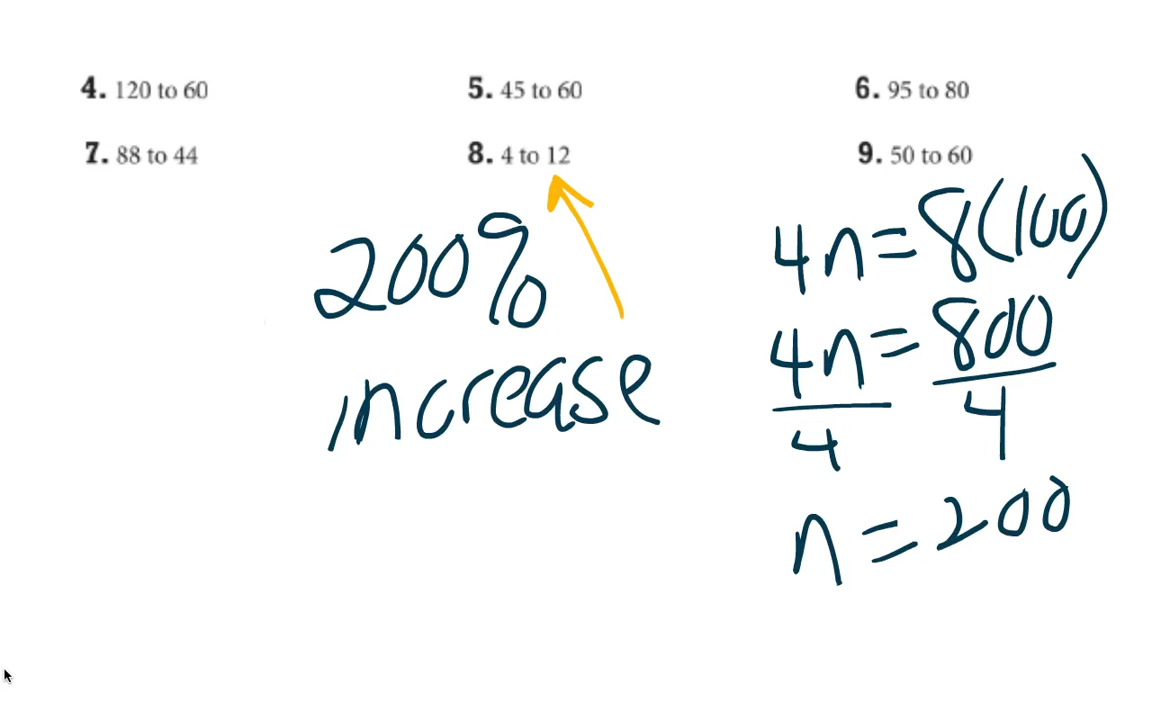 4. 120 to 60
5. 45 to 60
6. 95 to 80
7. 88 to 44
8. 4 to 12
9. 50 to 60
200%
increase
4n=8(100)
4n=800
4 4
n=200